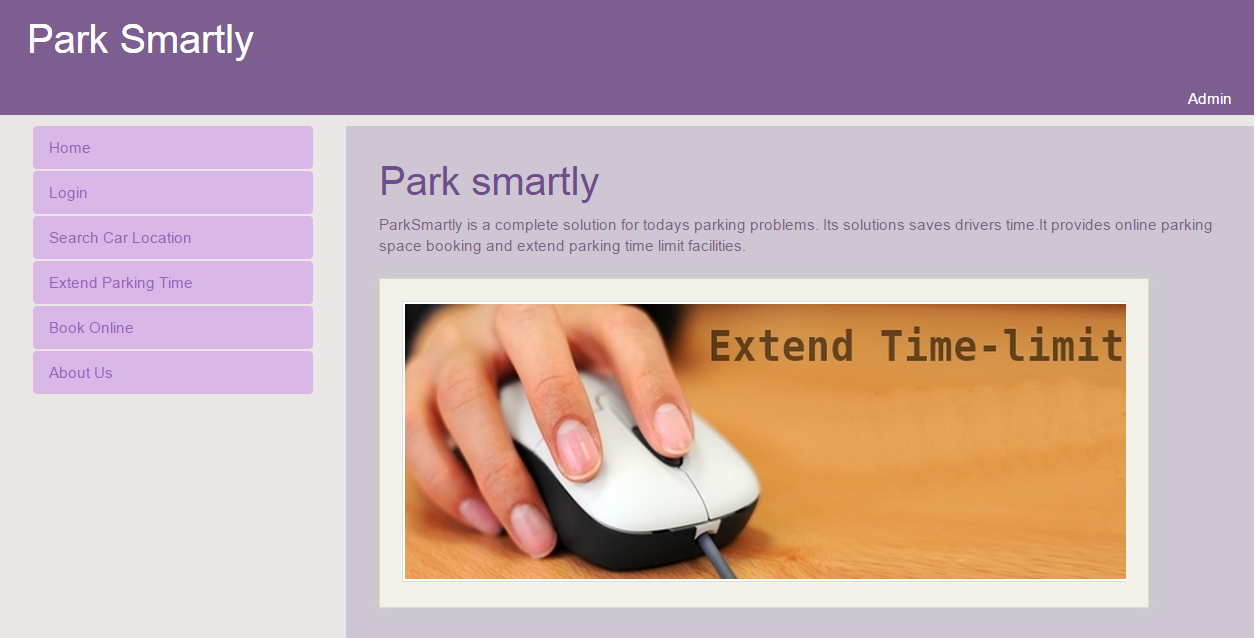 Park Smartly
Admin
Home
Login
Search Car Location
Extend Parking Time
Book Online
About Us
Park smartly
ParkSmartly is a complete solution for todays parking problems. Its solutions saves drivers time.It provides online parking
space booking and extend parking time limit facilities.
Extend Time-limit